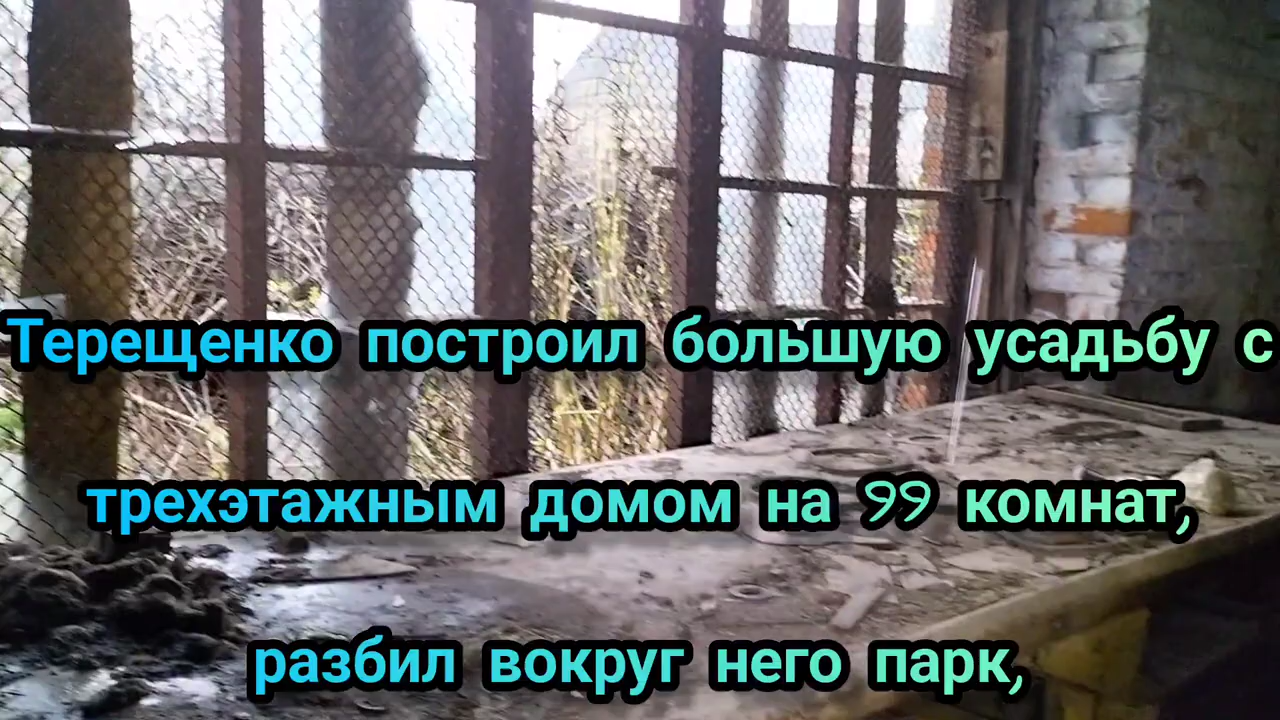 Терещенко построил большую усадьбу с
трехэтажным домом на 99 комнат,
разбил вокруг него парк,